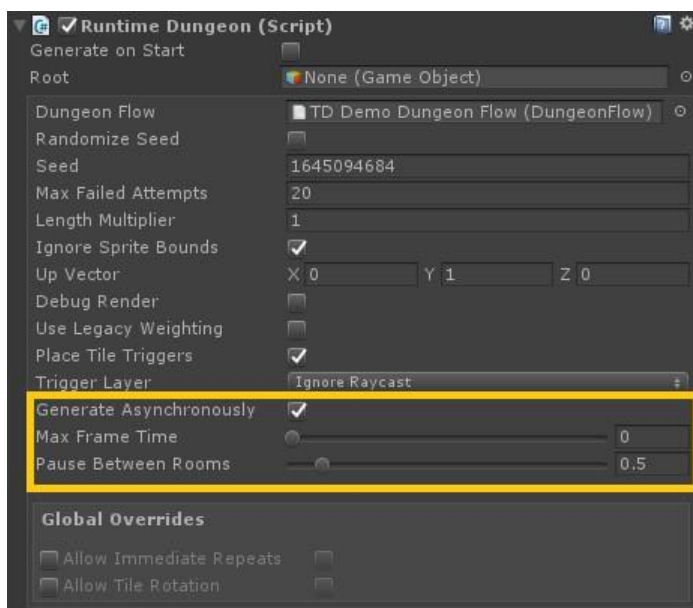 Runtime Dungeon (Script)
Generate on Start
Root None (Game Object)
Dungeon Flow TD Demo Dungeon Flow (DungeonFlow)
Randomize Seed
Seed 1645094684
Max Failed Attempts 20
Length Multiplier 1
Ignore Sprite Bounds
Up Vector X 0 Y 1 Z 0
Debug Render
Use Legacy Weighting
Place Tile Triggers
Trigger Layer Ignore Raycast
Generate Asynchronously
Max Frame Time 0
Pause Between Rooms 0.5
Global Overrides
Allow Immediate Repeats
Allow Tile Rotation